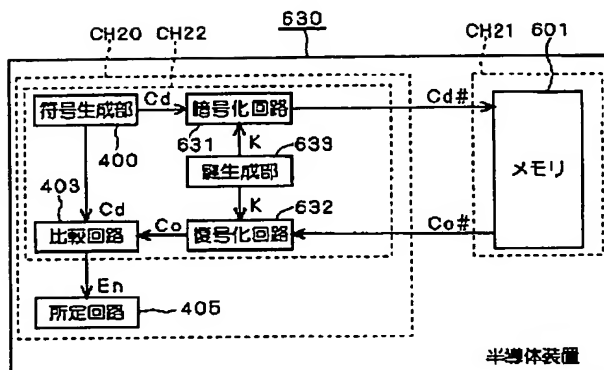 630
CH20 CH22
CH21 601
符号生成部
Cd
暗号化回路
Cd#
400
631
K
鍵生成部
633
メモリ
403
Cd
K
632
比較回路
Co
復号化回路
Co#
En
所定回路
405
半導体装置